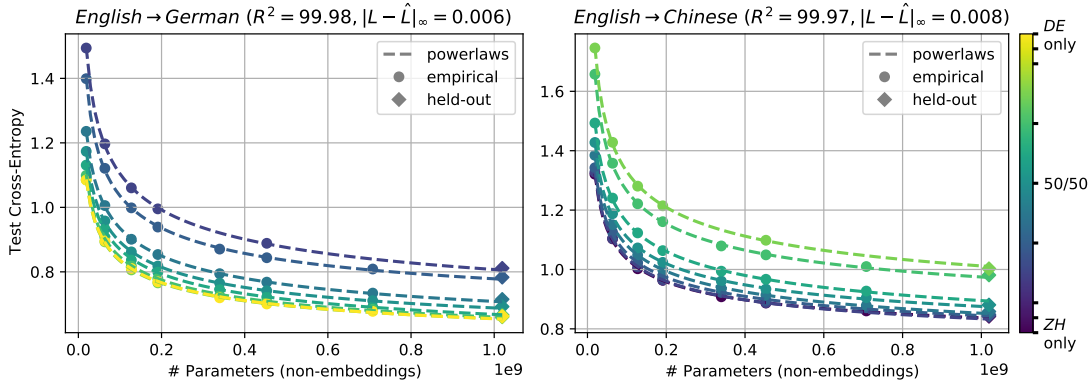 English → German (R² = 99.98, |L − L̂|∞ = 0.006)
Test Cross-Entropy
1.4
1.2
1.0
0.8
powerlaws
empirical
held-out
0.0 0.2 0.4 0.6 0.8 1.0
1e9
# Parameters (non-embeddings)
English → Chinese (R² = 99.97, |L − L̂|∞ = 0.008)
1.6
1.4
1.2
1.0
0.8
powerlaws
empirical
held-out
0.0 0.2 0.4 0.6 0.8 1.0
1e9
# Parameters (non-embeddings)
DE
only
50/50
ZH
only